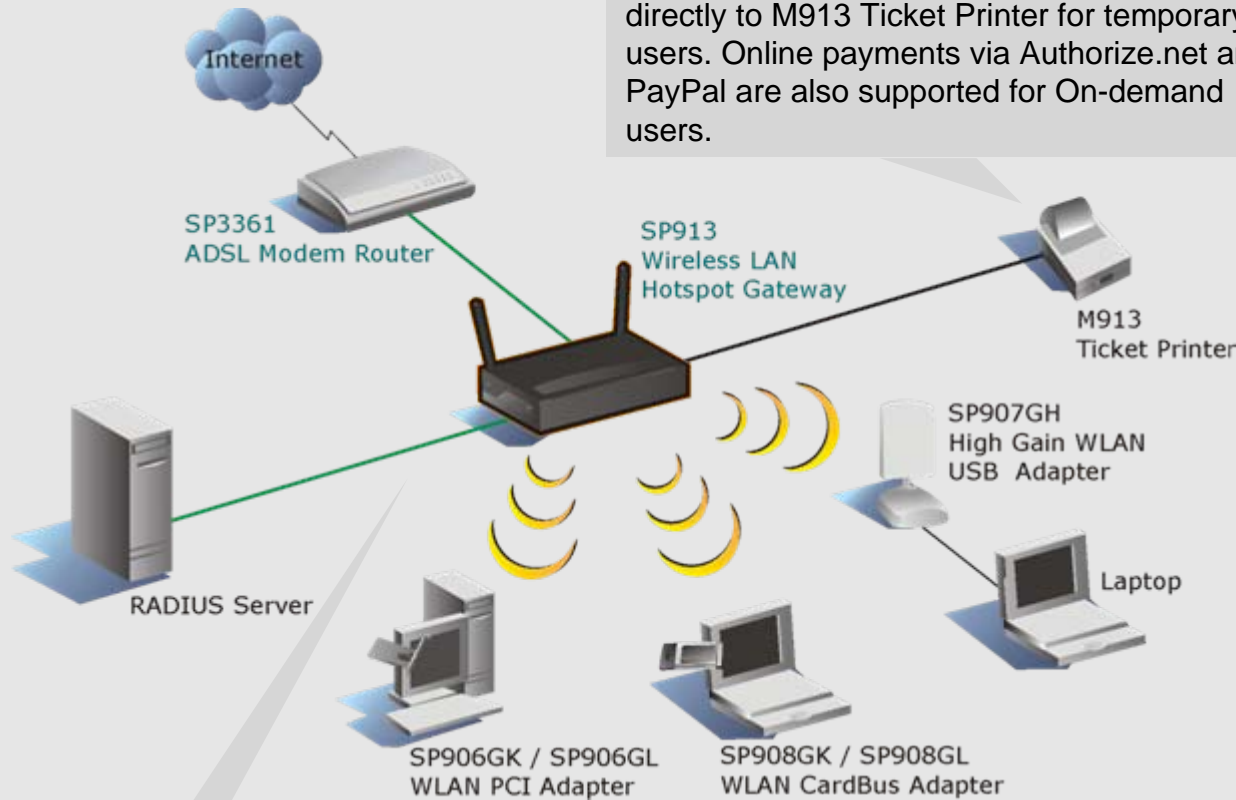 directly to M913 Ticket Printer for temporary
users. Online payments via Authorize.net
PayPal are also supported for On-demand
users.
Internet
SP3361
ADSL Modem Router
SP913
Wireless LAN
Hotspot Gateway
M913
Ticket Printer
SP907GH
High Gain WLAN
USB Adapter
Laptop
RADIUS Server
SP906GK / SP906GL
WLAN PCI Adapter
SP908GK / SP908GL
WLAN CardBus Adapter